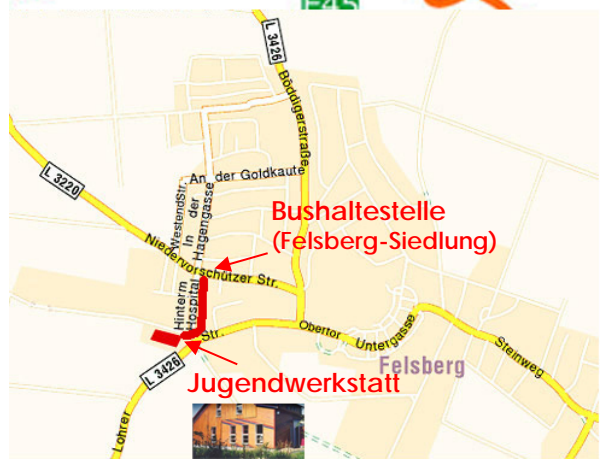 L 3426
Böddigerstraße
L 3220
An der Goldkaute
WestendStr.
In der
Hagengasse
Bushaltestelle
(Felsberg-Siedlung)
Niedervorschützer Str.
Hinterm
Hospital
Str.
Obertor
Untergasse
Steinweg
Felsberg
L 3426
Jugendwerkstatt
Lohrer